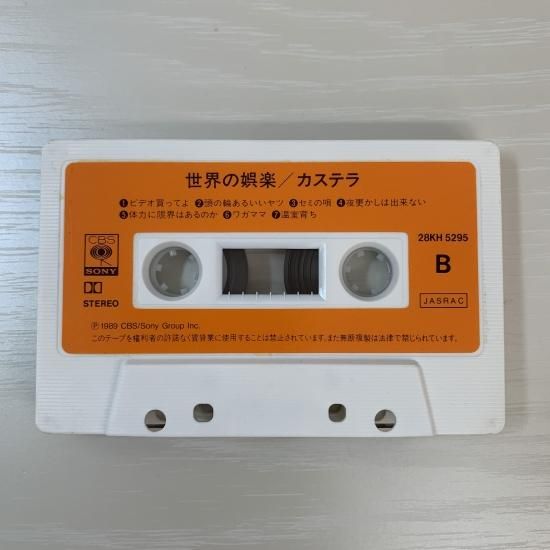 世界の娯楽／カステラ
❶ビデオ買ってよ ❷頭の輪あるいいヤツ ❸セミの唄 ❹夜更かしは出来ない
❺体力に限界はあるのか ❻ワガママ ❼温室育ち
CBS
SONY
28KH 5295
B
STEREO
JASRAC
Ⓟ1989 CBS/Sony Group Inc.
このテープを権利者の許諾なく賃貸業に使用することは禁止されています。また無断複製は法律で禁じられています。